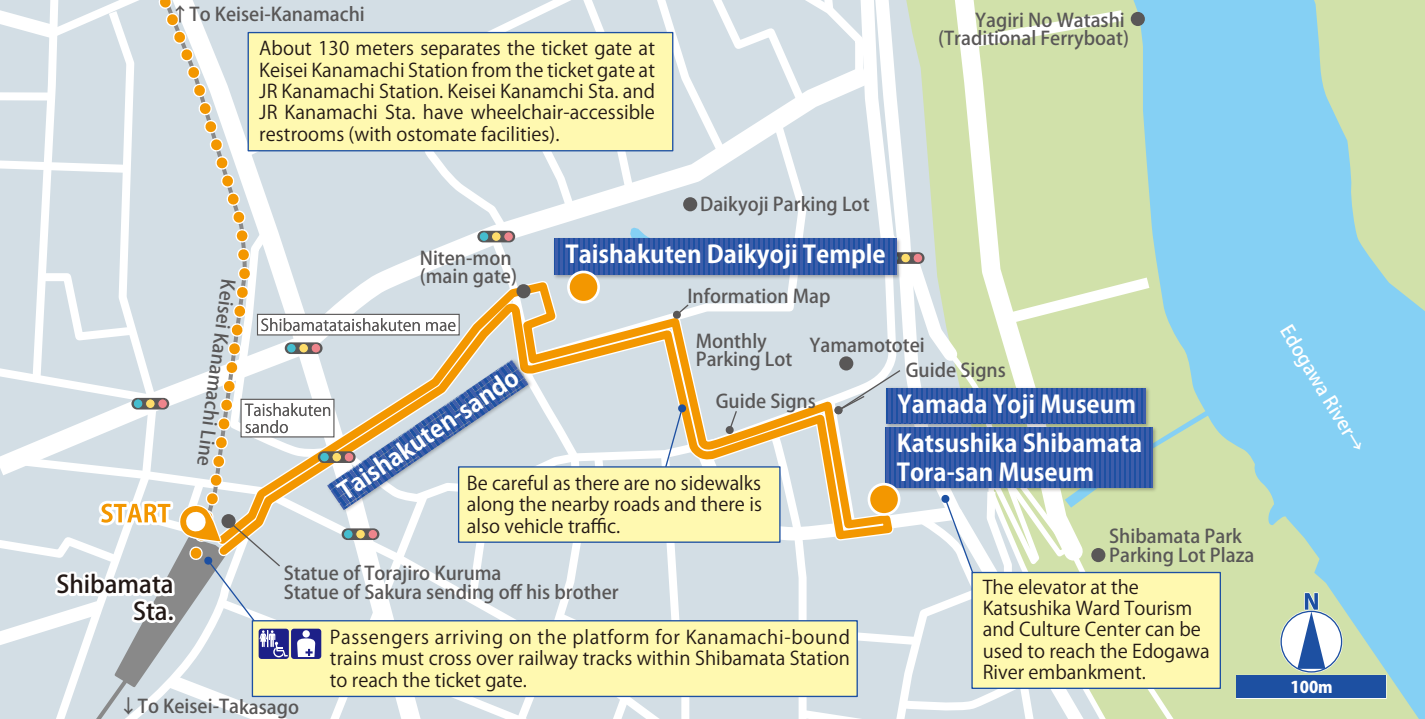 ↑ To Keisei-Kanamachi
Yagiri No Watashi
(Traditional Ferryboat)
About 130 meters separates the ticket gate at
Keisei Kanamachi Station from the ticket gate at
JR Kanamachi Station. Keisei Kanamchi Sta. and
JR Kanamachi Sta. have wheelchair-accessible
restrooms (with ostomate facilities).
Daikyoji Parking Lot
Niten-mon
(main gate)
Taishakuten Daikyoji Temple
Information Map
Keisei Kanamachi Line
Shibamatataishakuten mae
Monthly
Parking Lot
Yamamototei
Guide Signs
Edogawa River→
Taishakuten
sando
Taishakuten-sando
Guide Signs
Yamada Yoji Museum
Katsushika Shibamata
Tora-san Museum
Be careful as there are no sidewalks
along the nearby roads and there is
also vehicle traffic.
START
Shibamata Park
Parking Lot Plaza
Shibamata
Sta.
Statue of Torajiro Kuruma
Statue of Sakura sending off his brother
The elevator at the
Katsushika Ward Tourism
and Culture Center can be
used to reach the Edogawa
River embankment.
Passengers arriving on the platform for Kanamachi-bound
trains must cross over railway tracks within Shibamata Station
to reach the ticket gate.
N
100m
↓ To Keisei-Takasago